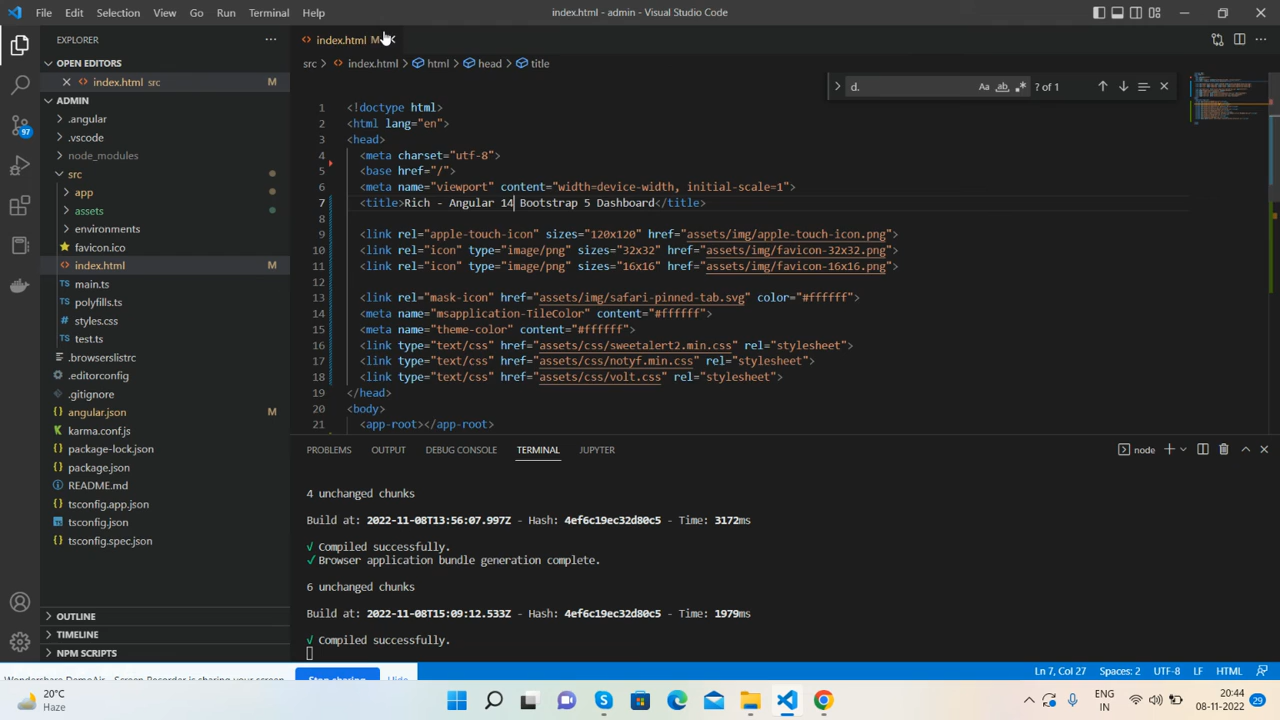 File Edit Selection View Go Run Terminal Help
index.html - admin - Visual Studio Code
EXPLORER
OPEN EDITORS
index.html src M
ADMIN
.angular
.vscode
node_modules
src
app
assets
environments
favicon.ico
index.html M
main.ts
polyfills.ts
styles.css
test.ts
.browserslistrc
.editorconfig
.gitignore
angular.json M
karma.conf.js
package-lock.json
package.json
README.md
tsconfig.app.json
tsconfig.json
tsconfig.spec.json
OUTLINE
TIMELINE
NPM SCRIPTS
97
index.html M
src > index.html > html > head > title
d. Aa ab .* ? of 1
1 <!doctype html>
2 <html lang="en">
3 <head>
4 <meta charset="utf-8">
5 <base href="/">
6 <meta name="viewport" content="width=device-width, initial-scale=1">
7 <title>Rich - Angular 14 Bootstrap 5 Dashboard</title>
8
9 <link rel="apple-touch-icon" sizes="120x120" href="assets/img/apple-touch-icon.png">
10 <link rel="icon" type="image/png" sizes="32x32" href="assets/img/favicon-32x32.png">
11 <link rel="icon" type="image/png" sizes="16x16" href="assets/img/favicon-16x16.png">
12
13 <link rel="mask-icon" href="assets/img/safari-pinned-tab.svg" color="#ffffff">
14 <meta name="msapplication-TileColor" content="#ffffff">
15 <meta name="theme-color" content="#ffffff">
16 <link type="text/css" href="assets/css/sweetalert2.min.css" rel="stylesheet">
17 <link type="text/css" href="assets/css/notyf.min.css" rel="stylesheet">
18 <link type="text/css" href="assets/css/volt.css" rel="stylesheet">
19 </head>
20 <body>
21 <app-root></app-root>
PROBLEMS OUTPUT DEBUG CONSOLE TERMINAL JUPYTER
node
4 unchanged chunks
Build at: 2022-11-08T13:56:07.997Z - Hash: 4ef6c19ec32d80c5 - Time: 3172ms
√ Compiled successfully.
✓ Browser application bundle generation complete.
6 unchanged chunks
Build at: 2022-11-08T15:09:12.533Z - Hash: 4ef6c19ec32d80c5 - Time: 1979ms
√ Compiled successfully.
Ln 7, Col 27 Spaces: 2 UTF-8 LF HTML
Wondershare DemoAir - Screen Recorder is sharing your screen. Stop sharing Hide
20°C
Haze
ENG
IN
20:44
08-11-2022
29